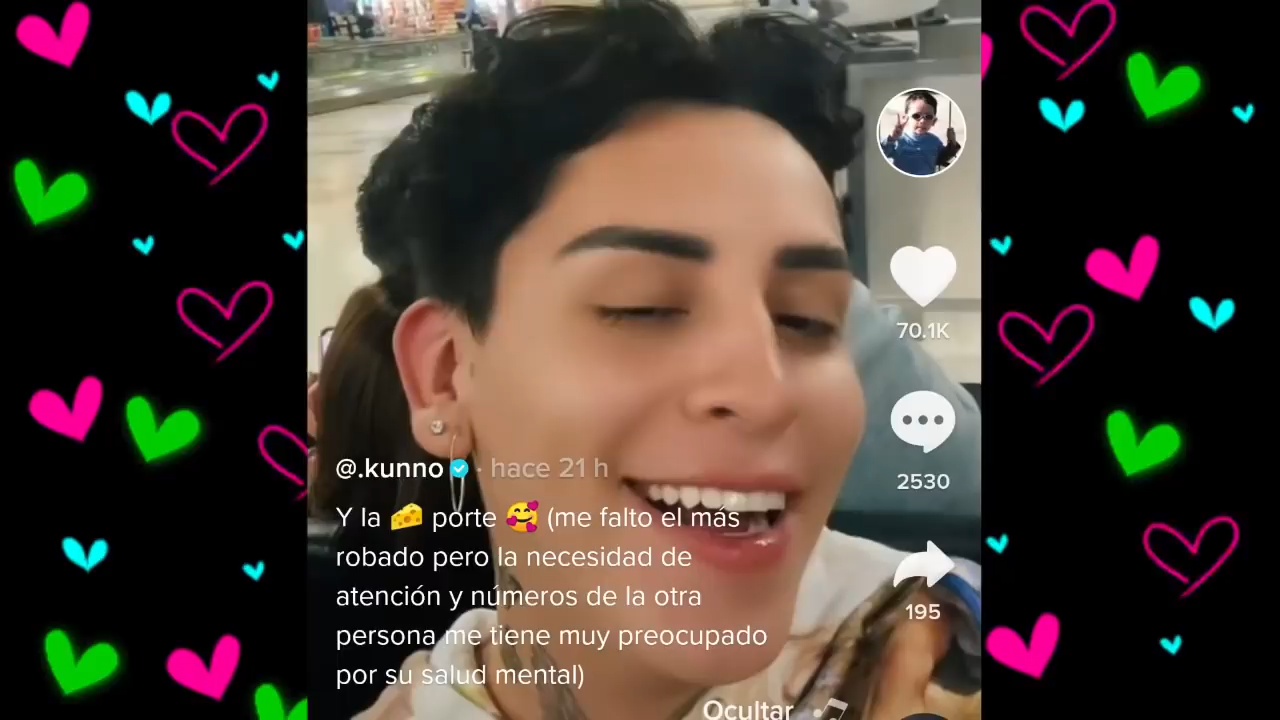 70.1K
2530
@.kunno · hace 21 h
Y la 🧀 porte 🥰 (me falto el más
robado pero la necesidad de
atención y números de la otra
persona me tiene muy preocupado
por su salud mental)
195
Ocultar